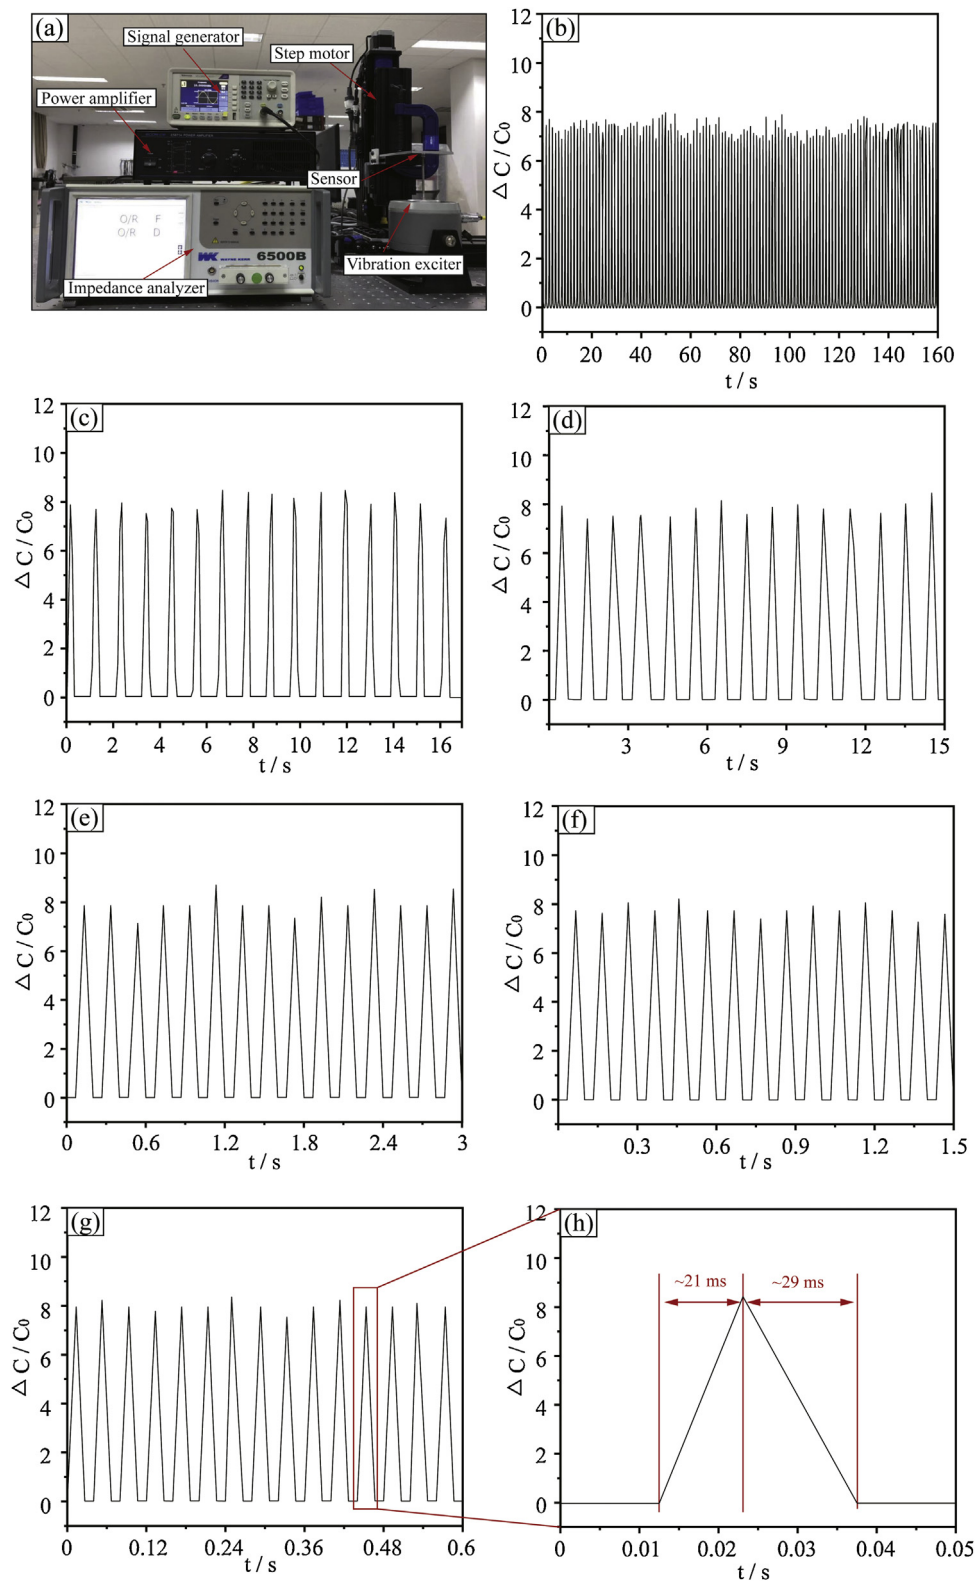 (a)
Signal generator
Step motor
Power amplifier
Sensor
O/R F
O/R D
6500B
Vibration exciter
Impedance analyzer
(b)
12
10
8
6
4
2
0
△ C / C0
0 20 40 60 80 100 120 140 160
t / s
(c)
12
10
8
6
4
2
0
△ C / C0
0 2 4 6 8 10 12 14 16
t / s
(d)
12
10
8
6
4
2
0
△ C / C0
3 6 9 12 15
t / s
(e)
12
10
8
6
4
2
0
△ C / C0
0 0.6 1.2 1.8 2.4 3
t / s
(f)
12
10
8
6
4
2
0
△ C / C0
0.3 0.6 0.9 1.2 1.5
t / s
(g)
12
10
8
6
4
2
0
△ C / C0
0 0.12 0.24 0.36 0.48 0.6
t / s
(h)
12
10
8
6
4
2
0
△ C / C0
~21 ms
~29 ms
0 0.01 0.02 0.03 0.04 0.05
t / s